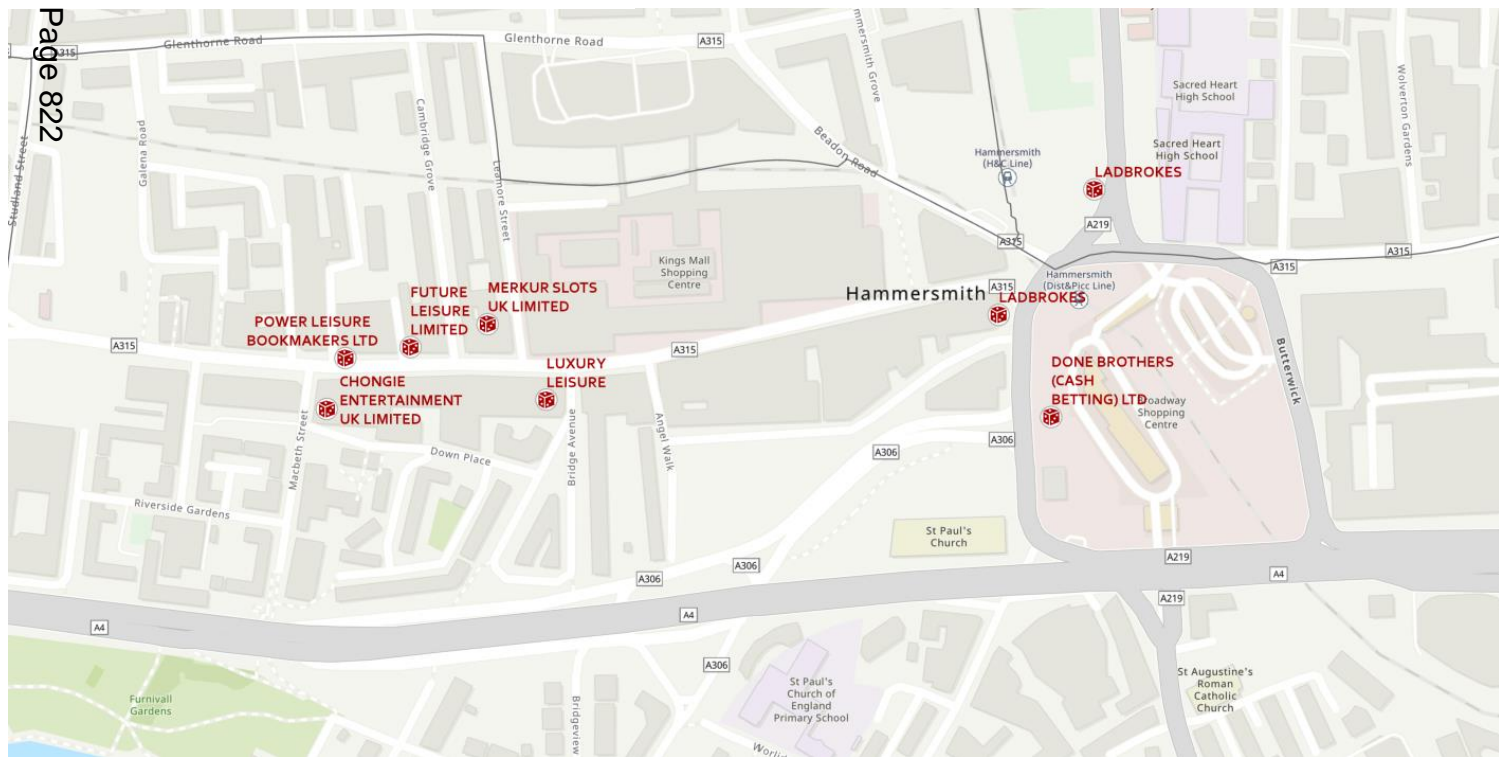 Page 822
A315
Glenthorne Road
Glenthorne Road
A315
Hammersmith Grove
Studland Street
Galena Road
Cambridge Grove
Leamore Street
Beadon Road
Hammersmith
(H&C Line)
Sacred Heart
High School
Sacred Heart
High School
Wolverton Gardens
LADBROKES
A219
A315
A315
A315
Kings Mall
Shopping
Centre
Hammersmith
A315
LADBROKES
Hammersmith
(Dist&Picc Line)
MERKUR SLOTS
UK LIMITED
FUTURE
LEISURE
LIMITED
POWER LEISURE
BOOKMAKERS LTD
A315
A315
LUXURY
LEISURE
CHONGIE
ENTERTAINMENT
UK LIMITED
DONE BROTHERS
(CASH
BETTING) LTD
Shopping
Centre
Butterwick
Macbeth Street
Down Place
Bridge Avenue
Angel Walk
A306
A306
Riverside Gardens
St Paul's
Church
A306
A306
A219
A4
A219
A4
A4
A306
Furnivall
Gardens
Bridgeview
St Paul's
Church of
England
Primary School
St Augustine's
Roman
Catholic
Church